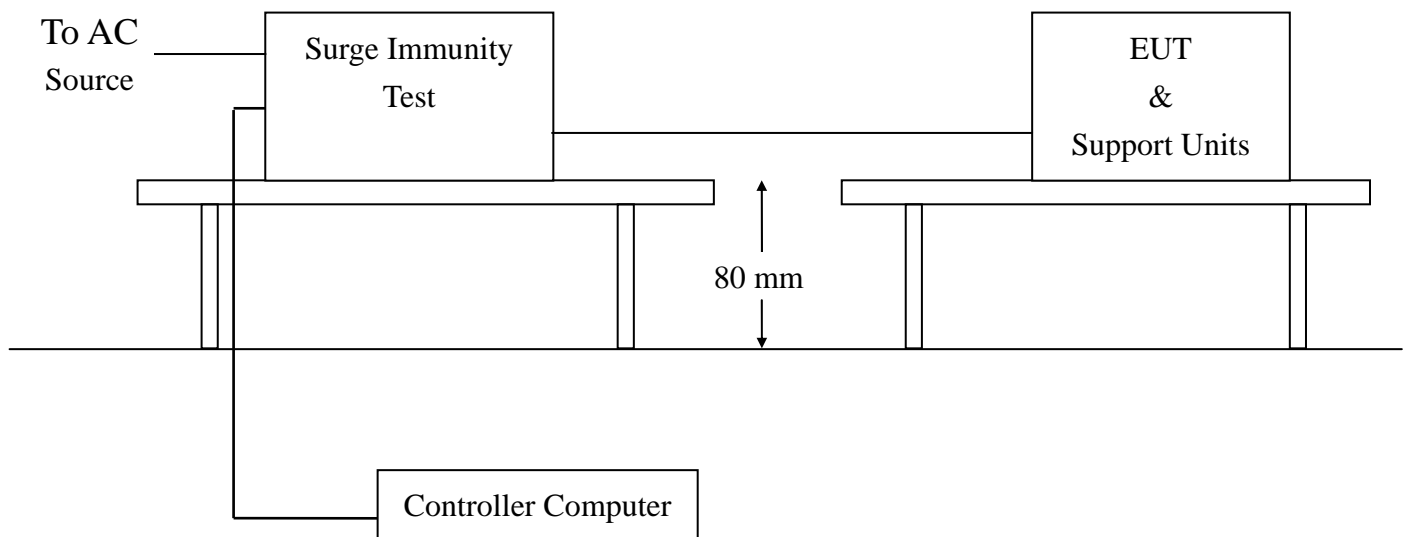 To AC
Source
Surge Immunity
Test
EUT
&
Support Units
80 mm
Controller Computer